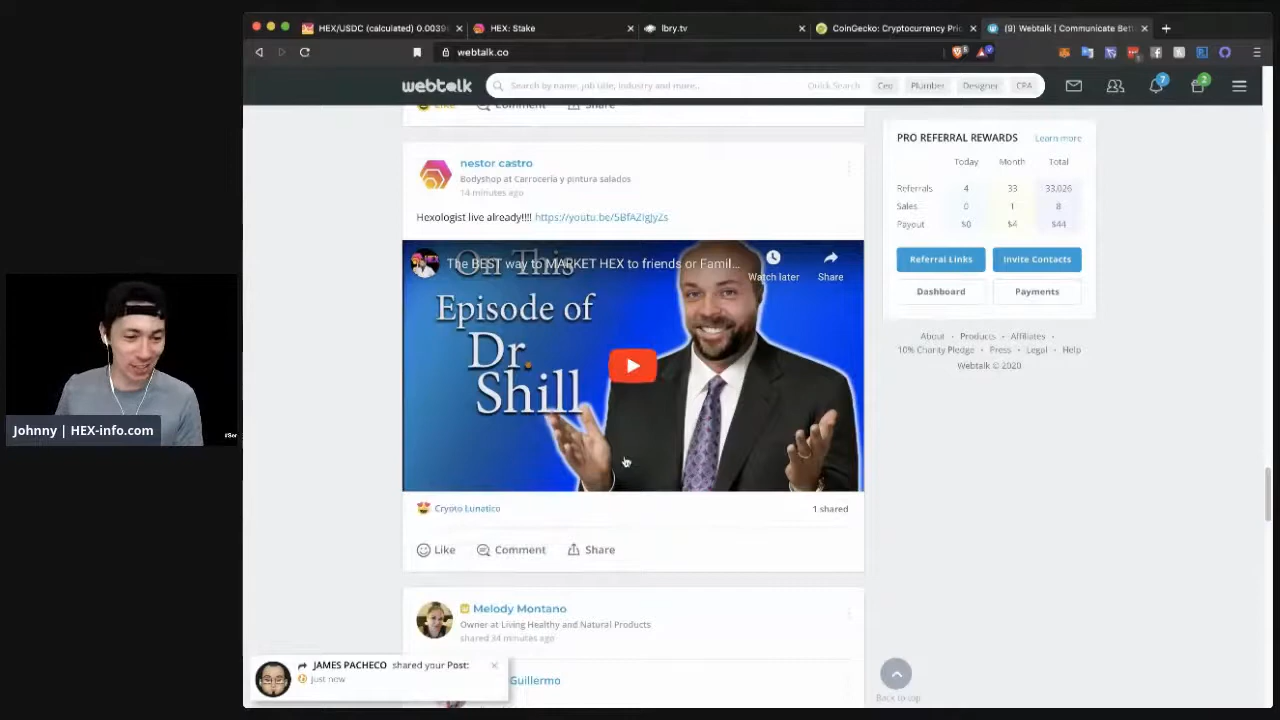 HEX/USDC (calculated) 0.0039
HEX: Stake
lbry.tv
CoinGecko: Cryptocurrency Pri
(9) Webtalk | Communicate Bet
webtalk.co
webtalk
Search by name, job title, industry and more...
Quick Search
Ceo
Plumber
Designer
CPA
7
2
Like
Comment
Share
nestor castro
Bodyshop at Carrocería y pintura salados
14 minutes ago
Hexologist live already!!!! https://youtu.be/5BfAZIgJyZs
The BEST way to MARKET HEX to friends or Famil...
Watch later
Share
On This
Episode of
Dr.
Shill
Crypto Lunatico
1 shared
Like
Comment
Share
Melody Montano
Owner at Living Healthy and Natural Products
shared 34 minutes ago
Guillermo
JAMES PACHECO shared your Post:
just now
PRO REFERRAL REWARDS
Learn more
Today Month Total
Referrals 4 33 33,026
Sales 0 1 8
Payout $0 $4 $44
Referral Links
Invite Contacts
Dashboard
Payments
About · Products · Affiliates ·
10% Charity Pledge · Press · Legal · Help
Webtalk © 2020
Back to top
Johnny | HEX-info.com